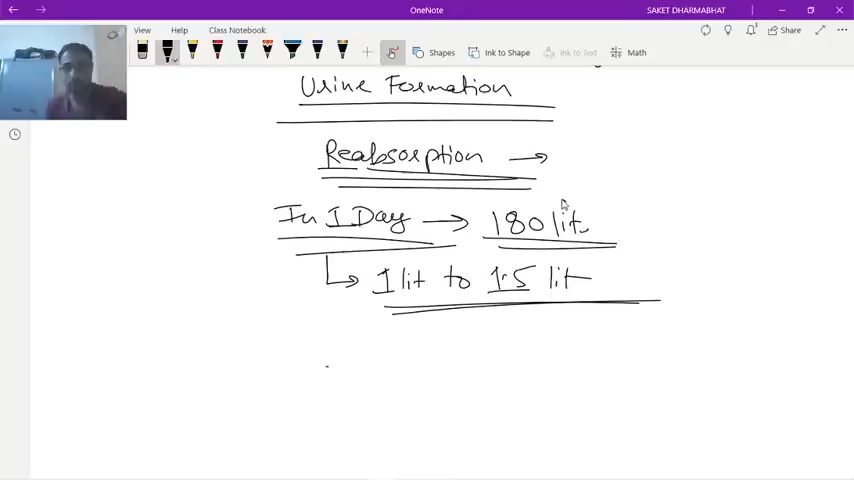 OneNote
SAKET DHARMABHAT
View Help Class Notebook
Share
Shapes Ink to Shape Ink to Text Math
Urine Formation
Reabsorption →
In 1 Day → 180 lit.
↳ 1 lit to 1.5 lit